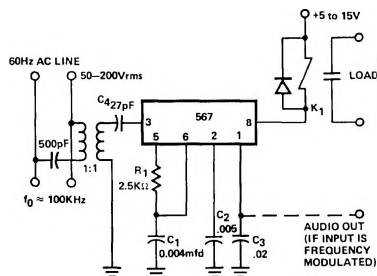 +5 to 15V
60Hz AC LINE
50–200Vrms
LOAD
C4
27pF
3
567
8
K1
500pF
5
6
2
1
1:1
R1
2.5KΩ
f0 ≈ 100KHz
C1
0.004mfd
C2
.005
C3
.02
AUDIO OUT
(IF INPUT IS
FREQUENCY
MODULATED)